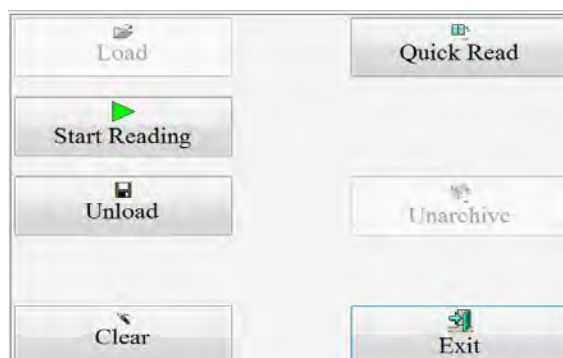 Load
Quick Read
Start Reading
Unload
Unarchive
Clear
Exit